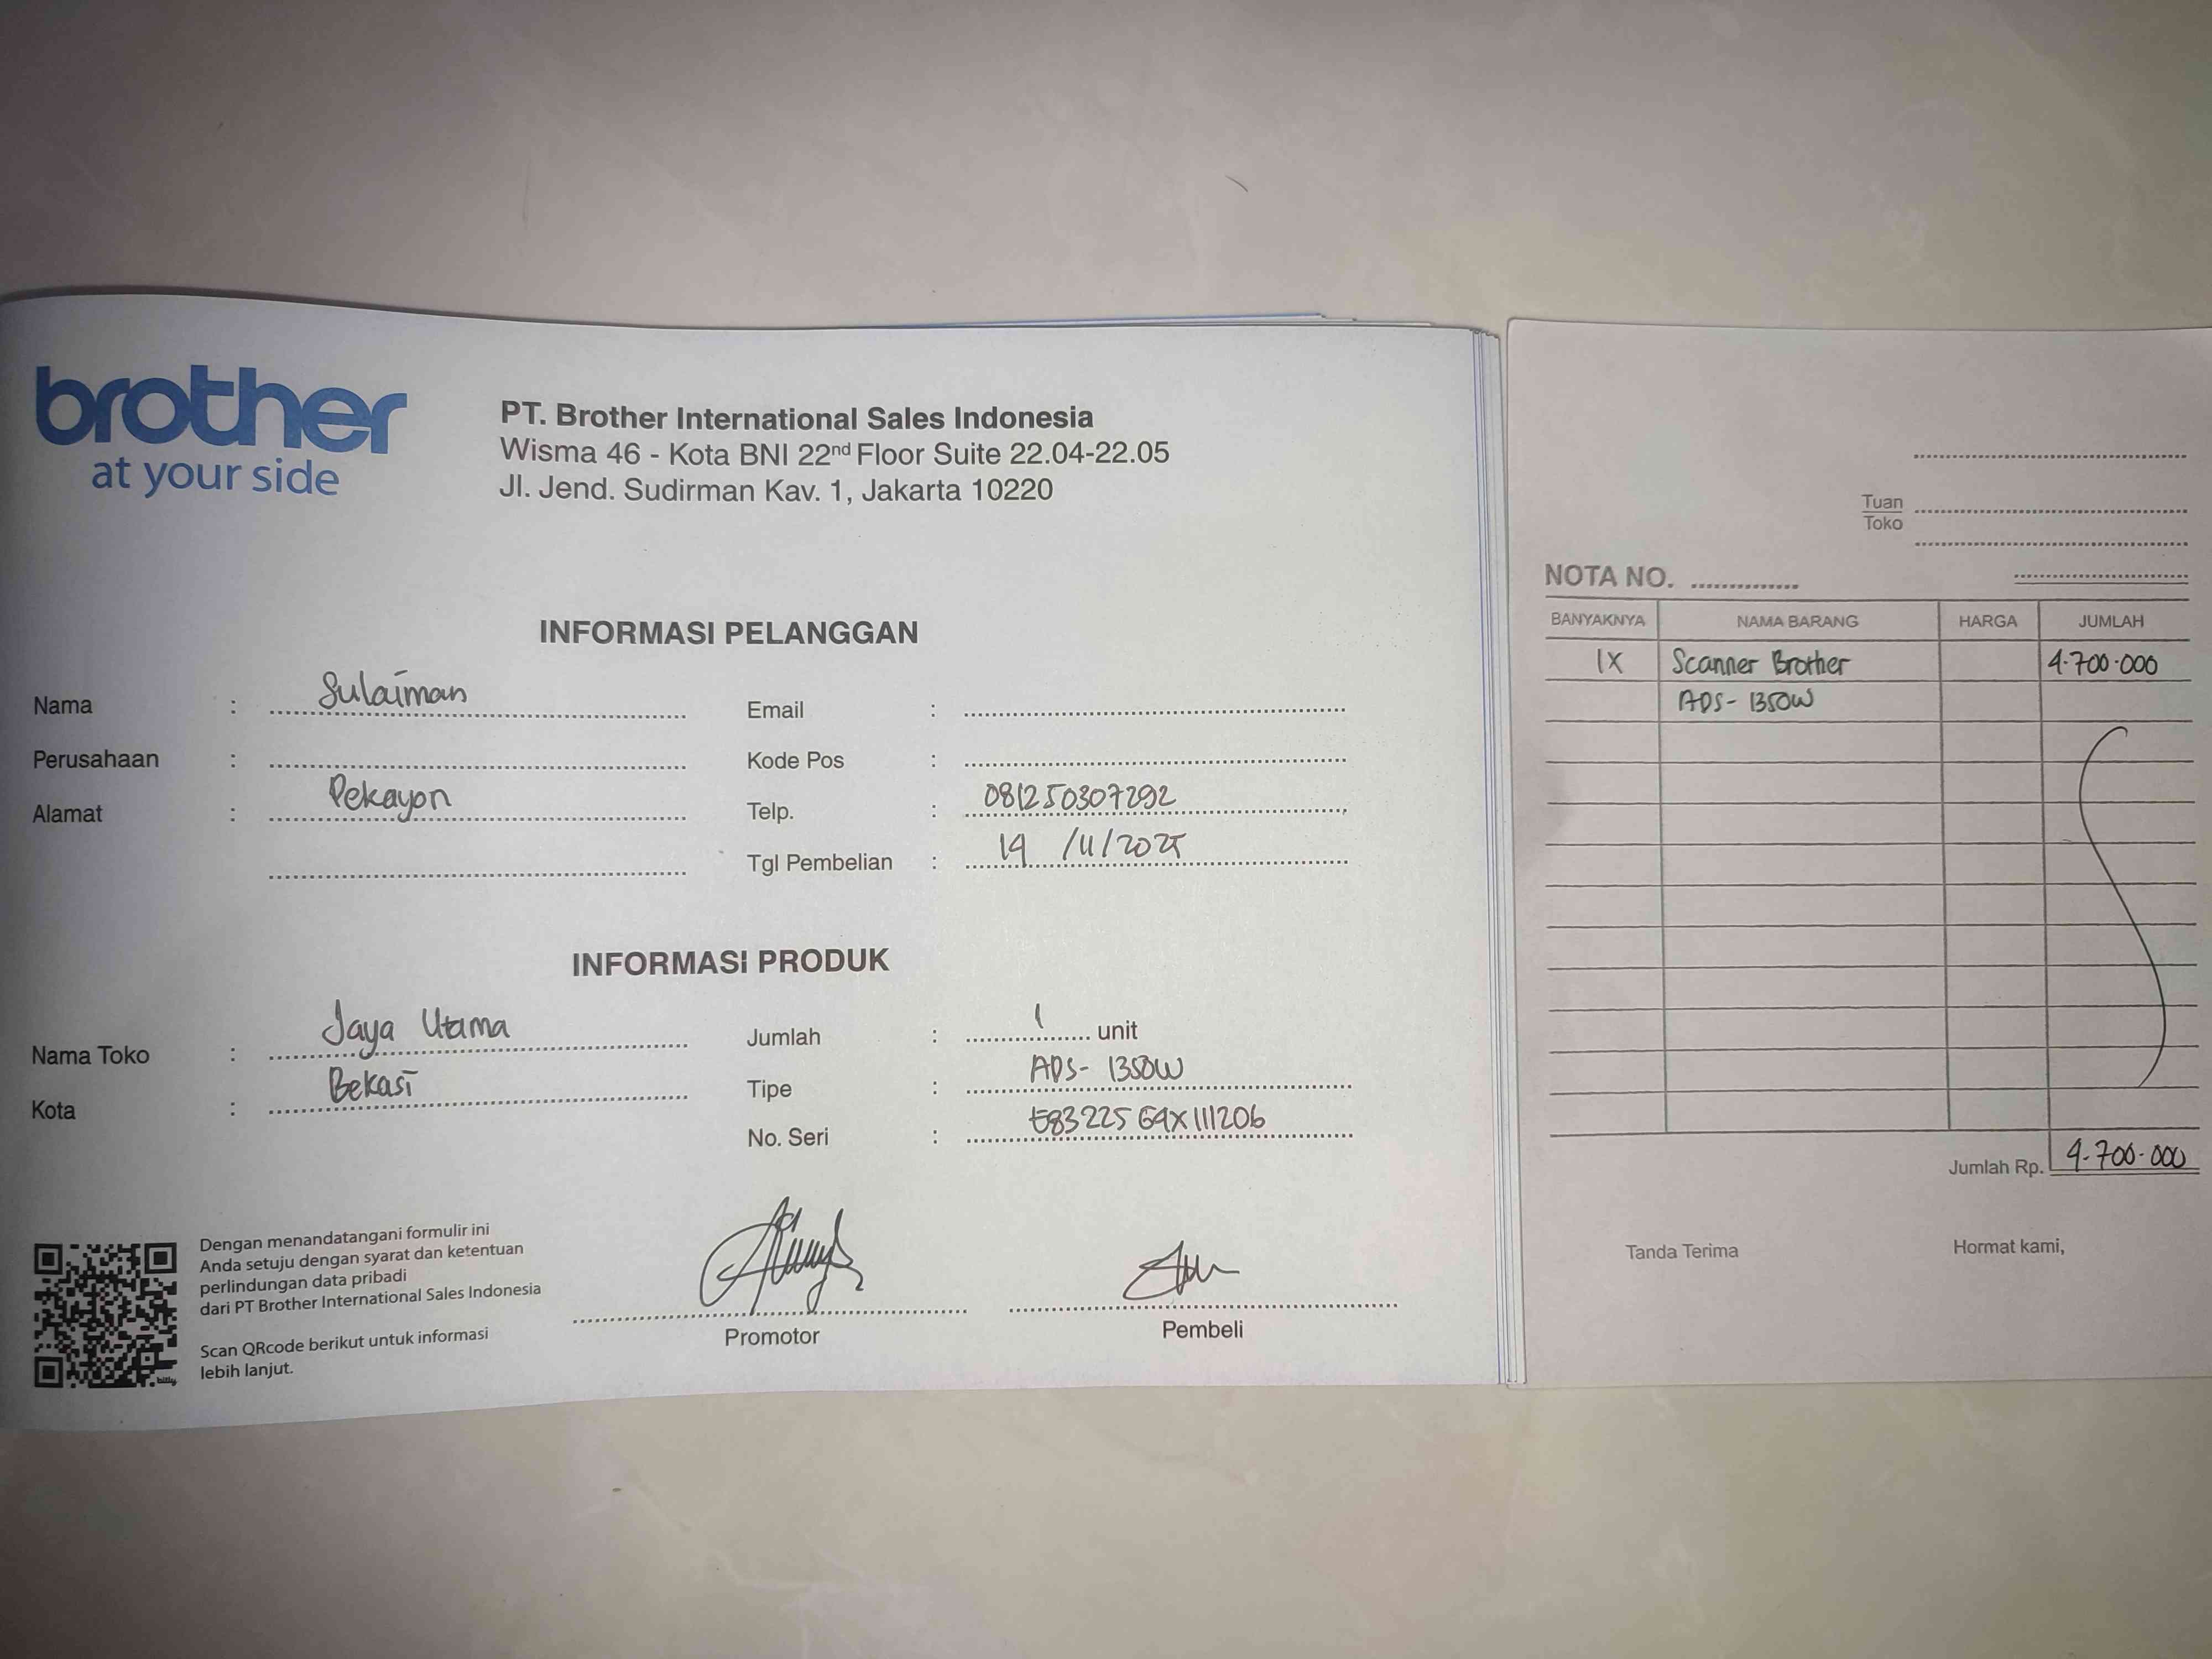 brother
at your side
PT. Brother International Sales Indonesia
Wisma 46 - Kota BNI 22nd Floor Suite 22.04-22.05
Jl. Jend. Sudirman Kav. 1, Jakarta 10220
INFORMASI PELANGGAN
Nama : Sulaiman
Perusahaan :
Alamat : Pekayon
Email :
Kode Pos :
Telp. : 081250307292
Tgl Pembelian : 19 /11/2025
INFORMASI PRODUK
Nama Toko : Jaya Utama
Kota : Bekasi
Jumlah : 1 unit
Tipe : ADS- 1350W
No. Seri :
Dengan menandatangani formulir ini
Anda setuju dengan syarat dan ketentuan
perlindungan data pribadi
dari PT Brother International Sales Indonesia
Scan QRcode berikut untuk informasi
lebih lanjut.
bitly
Promotor
Pembeli
Tuan
Toko
NOTA NO.
BANYAKNYA NAMA BARANG HARGA JUMLAH
1X Scanner Brother 4.700.000
ADS- 1350W
Jumlah Rp. 4.700.000
Tanda Terima Hormat kami,